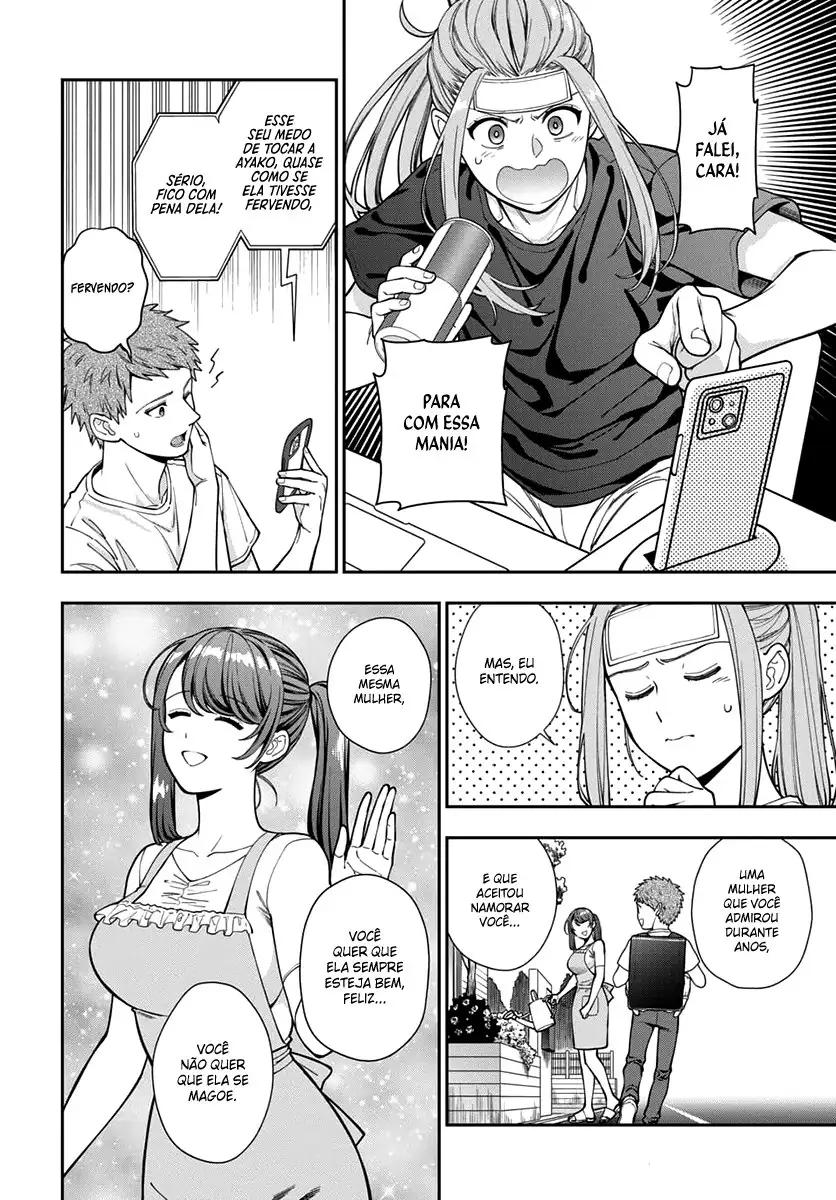 JÁ
FALEI,
CARA!
PARA
COM ESSA
MANIA!
ESSE
SEU MEDO
DE TOCAR A
AYAKO, QUASE
COMO SE
ELA TIVESSE
FERVENDO,
SÉRIO,
FICO COM
PENA DELA!
FERVENDO?
MAS, EU
ENTENDO.
UMA
MULHER
QUE VOCÊ
ADMIROU
DURANTE
ANOS,
E QUE
ACEITOU
NAMORAR
VOCÊ...
ESSA
MESMA
MULHER,
VOCÊ
QUER QUE
ELA SEMPRE
ESTEJA BEM,
FELIZ...
VOCÊ
NÃO QUER
QUE ELA SE
MAGOE.